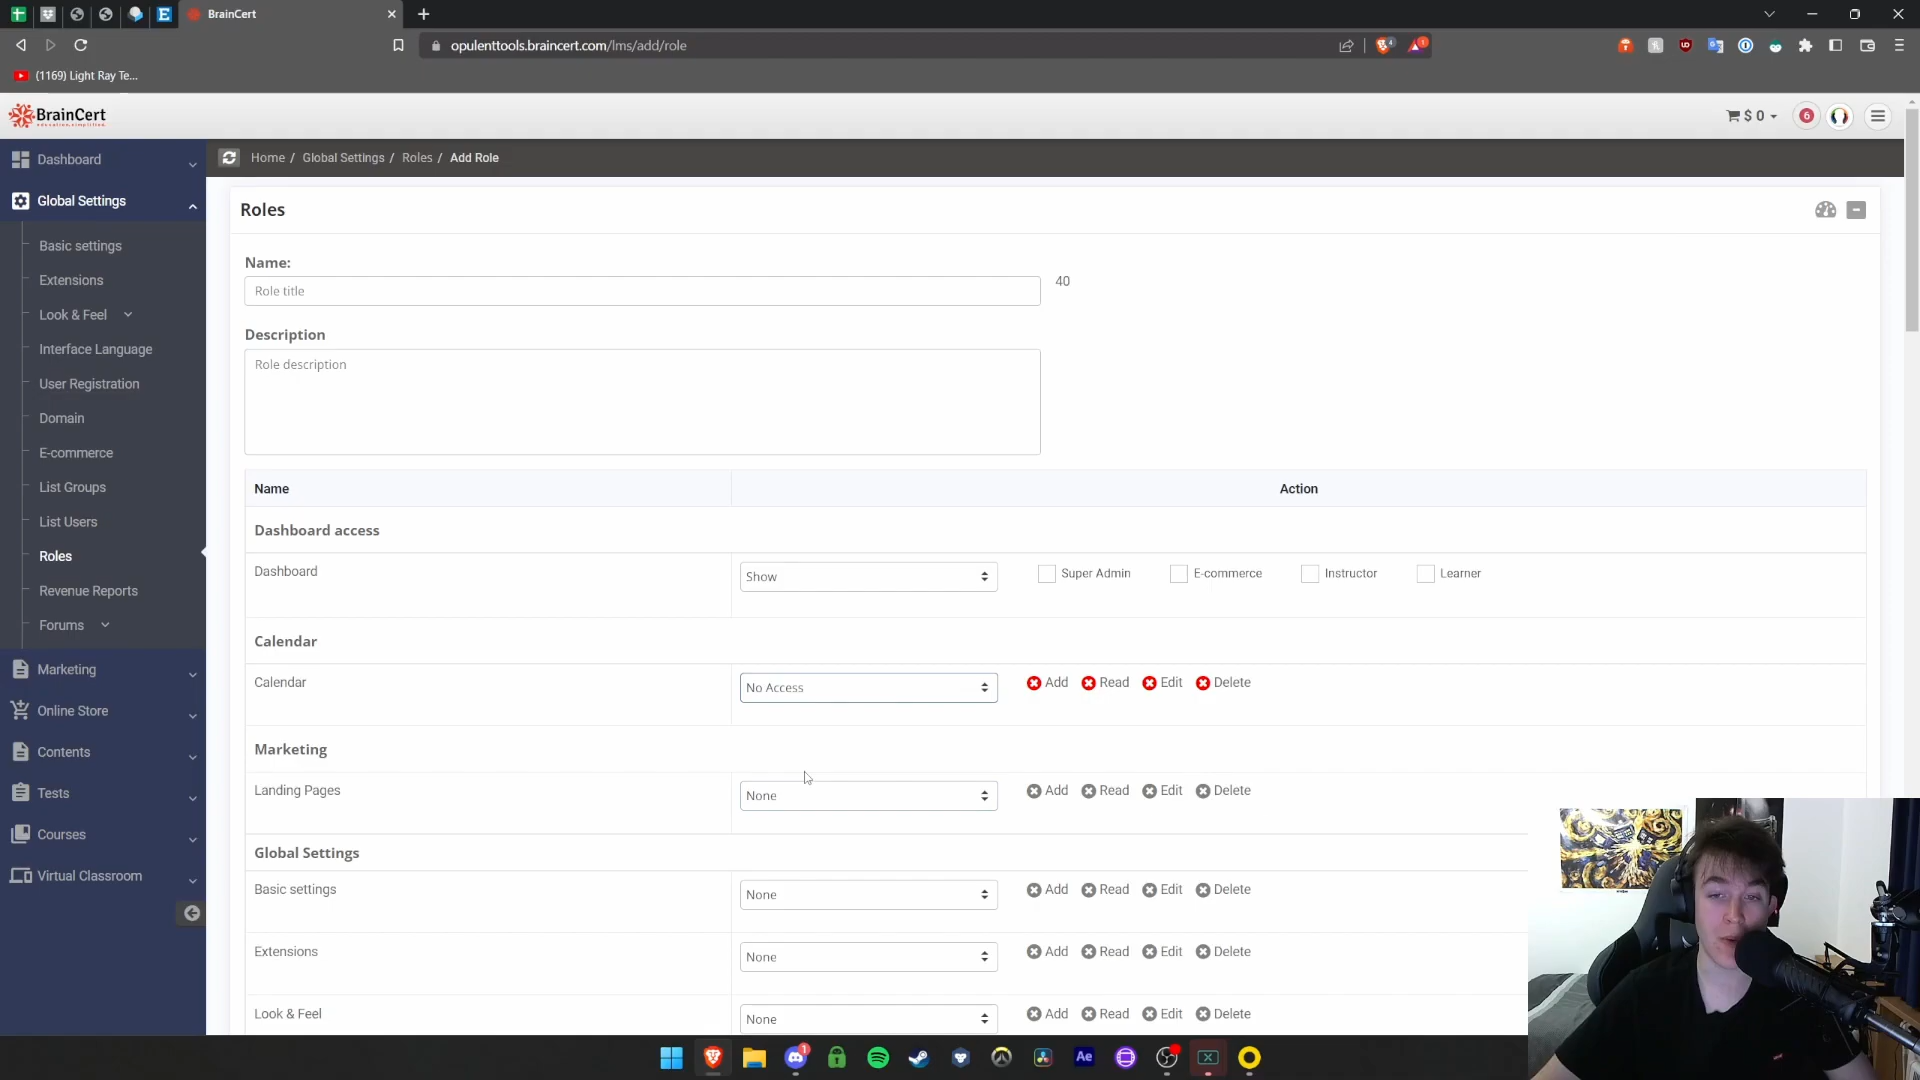 BrainCert
opulenttools.braincert.com/lms/add/role
4
1
(1169) Light Ray Te...
BrainCert
$ 0
6
Dashboard
Home / Global Settings / Roles / Add Role
Global Settings
Basic settings
Extensions
Look & Feel
Interface Language
User Registration
Domain
E-commerce
List Groups
List Users
Roles
Revenue Reports
Forums
Marketing
Online Store
Contents
Tests
Courses
Virtual Classroom
Roles
Name:
Role title
40
Description
Role description
Name Action
Dashboard access
Dashboard Show Super Admin E-commerce Instructor Learner
Calendar
Calendar No Access Add Read Edit Delete
Marketing
Landing Pages None Add Read Edit Delete
Global Settings
Basic settings None Add Read Edit Delete
Extensions None Add Read Edit Delete
Look & Feel None Add Read Edit Delete
1
Ae